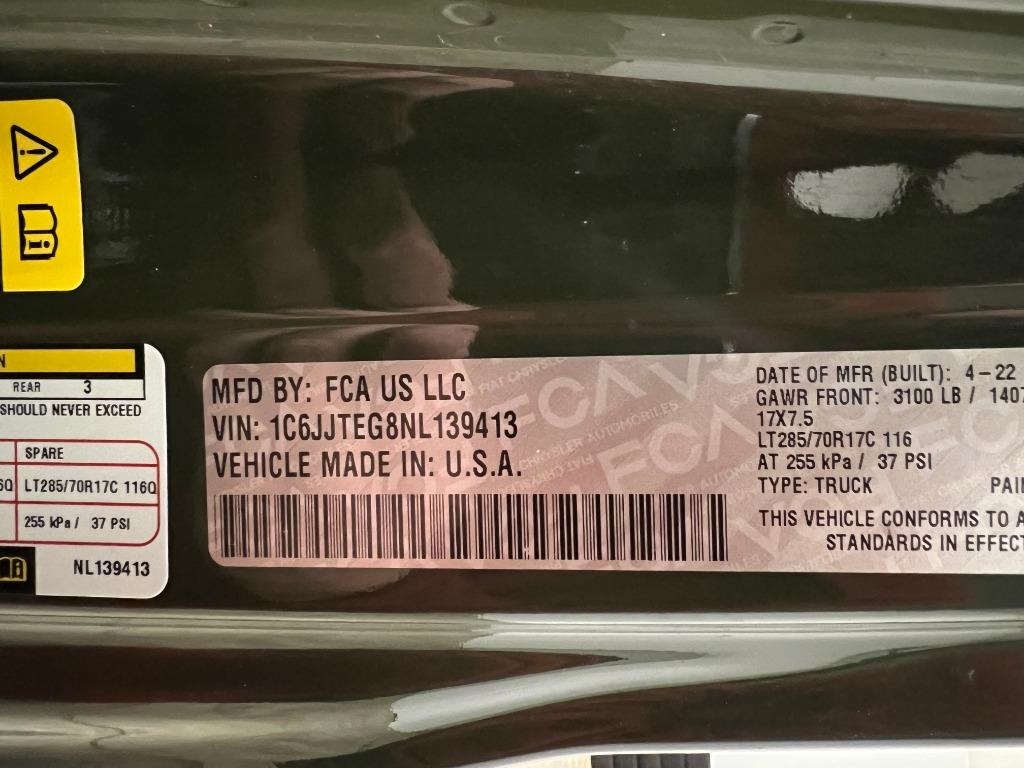 N
REAR 3
SHOULD NEVER EXCEED
SPARE
6Q LT285/70R17C 116Q
255 kPa / 37 PSI
NL139413
MFD BY: FCA US LLC
VIN: 1C6JJTEG8NL139413
VEHICLE MADE IN: U.S.A.
DATE OF MFR (BUILT): 4-22
GAWR FRONT: 3100 LB / 1407
17X7.5
LT285/70R17C 116
AT 255 kPa / 37 PSI
TYPE: TRUCK PAIN
THIS VEHICLE CONFORMS TO A
STANDARDS IN EFFECT